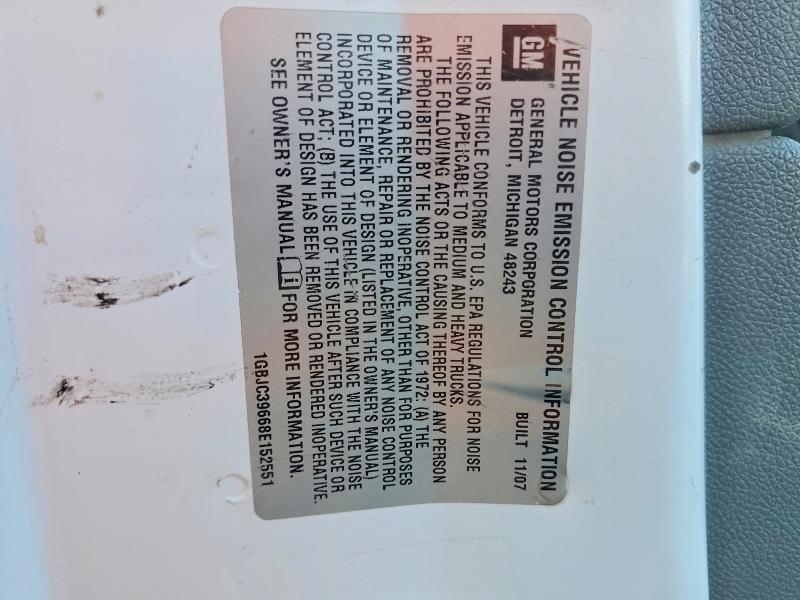 VEHICLE NOISE EMISSION CONTROL INFORMATION
GM
GENERAL MOTORS CORPORATION
DETROIT, MICHIGAN 48243
BUILT 11/07
THIS VEHICLE CONFORMS TO U.S. EPA REGULATIONS FOR NOISE
EMISSION APPLICABLE TO MEDIUM AND HEAVY TRUCKS.
THE FOLLOWING ACTS OR THE CAUSING THEREOF BY ANY PERSON
ARE PROHIBITED BY THE NOISE CONTROL ACT OF 1972: (A) THE
REMOVAL OR RENDERING INOPERATIVE, OTHER THAN FOR PURPOSES
OF MAINTENANCE, REPAIR OR REPLACEMENT OF ANY NOISE CONTROL
DEVICE OR ELEMENT OF DESIGN (LISTED IN THE OWNER'S MANUAL)
INCORPORATED INTO THIS VEHICLE IN COMPLIANCE WITH THE NOISE
CONTROL ACT; (B) THE USE OF THIS VEHICLE AFTER SUCH DEVICE OR
ELEMENT OF DESIGN HAS BEEN REMOVED OR RENDERED INOPERATIVE.
SEE OWNER'S MANUAL i FOR MORE INFORMATION.
1GBJC39668E152551